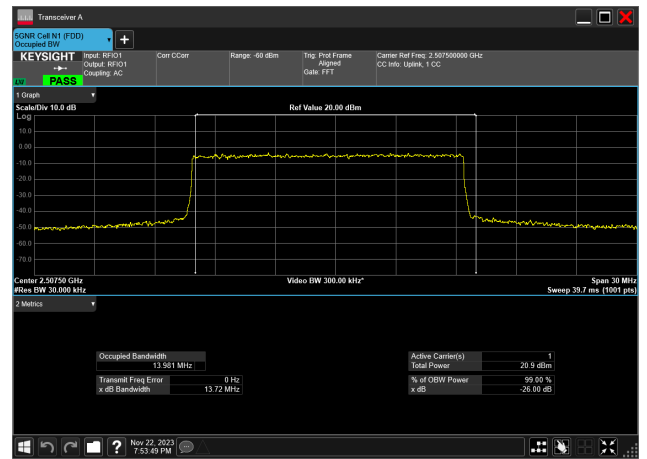 Transceiver A
5GNR Cell N1 (FDD)
Occupied BW
KEYSIGHT
LW PASS
Input: RFIO1
Output: RFIO1
Coupling: AC
Corr CCorr
Range: -60 dBm
Trig: Prot Frame
Aligned
Gate: FFT
Carrier Ref Freq: 2.507500000 GHz
CC Info: Uplink, 1 CC
1 Graph
Scale/Div 10.0 dB
Ref Value 20.00 dBm
Log
10.0
0.00
-10.0
-20.0
-30.0
-40.0
-50.0
-60.0
-70.0
Center 2.50750 GHz
Video BW 300.00 kHz*
Span 30 MHz
#Res BW 30.000 kHz
Sweep 39.7 ms (1001 pts)
2 Metrics
Occupied Bandwidth
13.981 MHz
Transmit Freq Error 0 Hz
x dB Bandwidth 13.72 MHz
Active Carrier(s) 1
Total Power 20.9 dBm
% of OBW Power 99.00 %
x dB -26.00 dB
?
Nov 22, 2023
7:53:49 PM